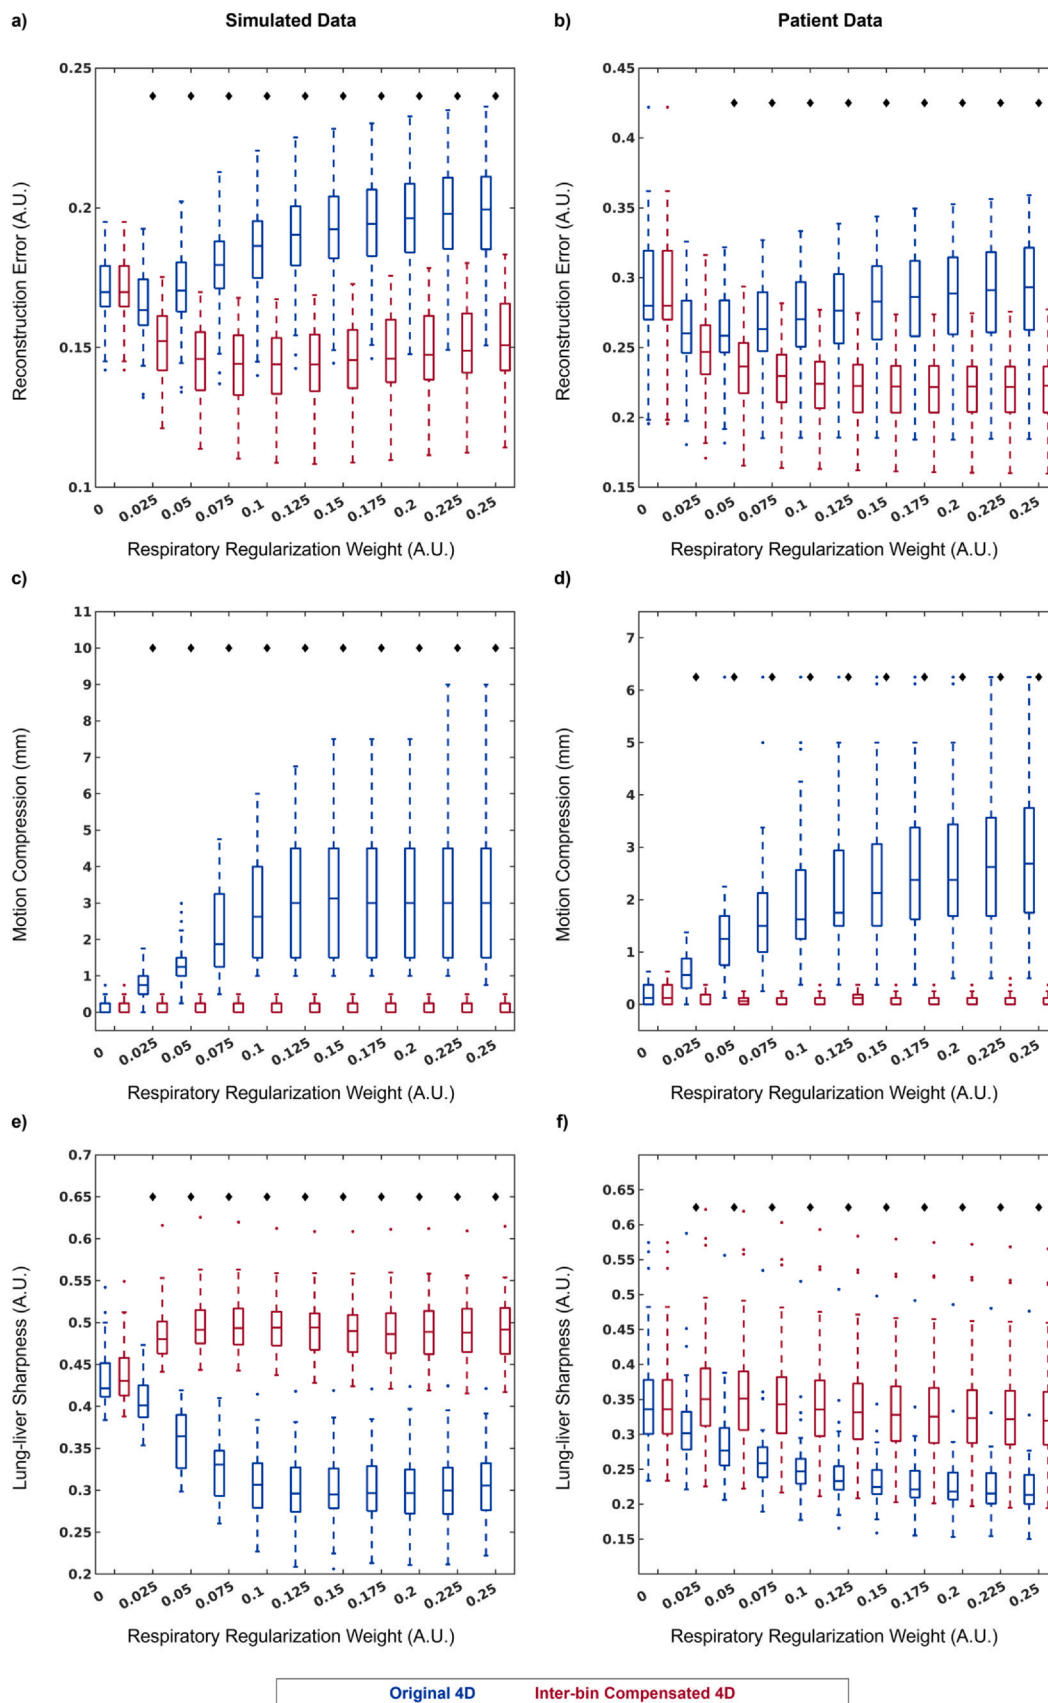 a) Simulated Data
0.25
0.2
0.15
0.1
Reconstruction Error (A.U.)
0 0.025 0.05 0.075 0.1 0.125 0.15 0.175 0.2 0.225 0.25
Respiratory Regularization Weight (A.U.)
b) Patient Data
0.45
0.4
0.35
0.3
0.25
0.2
0.15
Reconstruction Error (A.U.)
0 0.025 0.05 0.075 0.1 0.125 0.15 0.175 0.2 0.225 0.25
Respiratory Regularization Weight (A.U.)
c)
11
10
9
8
7
6
5
4
3
2
1
0
Motion Compression (mm)
0 0.025 0.05 0.075 0.1 0.125 0.15 0.175 0.2 0.225 0.25
Respiratory Regularization Weight (A.U.)
d)
7
6
5
4
3
2
1
0
Motion Compression (mm)
0 0.025 0.05 0.075 0.1 0.125 0.15 0.175 0.2 0.225 0.25
Respiratory Regularization Weight (A.U.)
e)
0.7
0.65
0.6
0.55
0.5
0.45
0.4
0.35
0.3
0.25
0.2
Lung-liver Sharpness (A.U.)
0 0.025 0.05 0.075 0.1 0.125 0.15 0.175 0.2 0.225 0.25
Respiratory Regularization Weight (A.U.)
f)
0.65
0.6
0.55
0.5
0.45
0.4
0.35
0.3
0.25
0.2
0.15
Lung-liver Sharpness (A.U.)
0 0.025 0.05 0.075 0.1 0.125 0.15 0.175 0.2 0.225 0.25
Respiratory Regularization Weight (A.U.)
Original 4D Inter-bin Compensated 4D